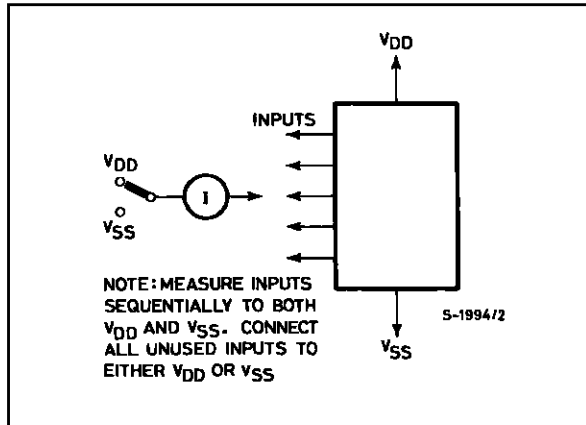 VDD
INPUTS
VDD
I
VSS
NOTE: MEASURE INPUTS
SEQUENTIALLY TO BOTH
VDD AND VSS. CONNECT
ALL UNUSED INPUTS TO
EITHER VDD OR VSS
S-1994/2
VSS